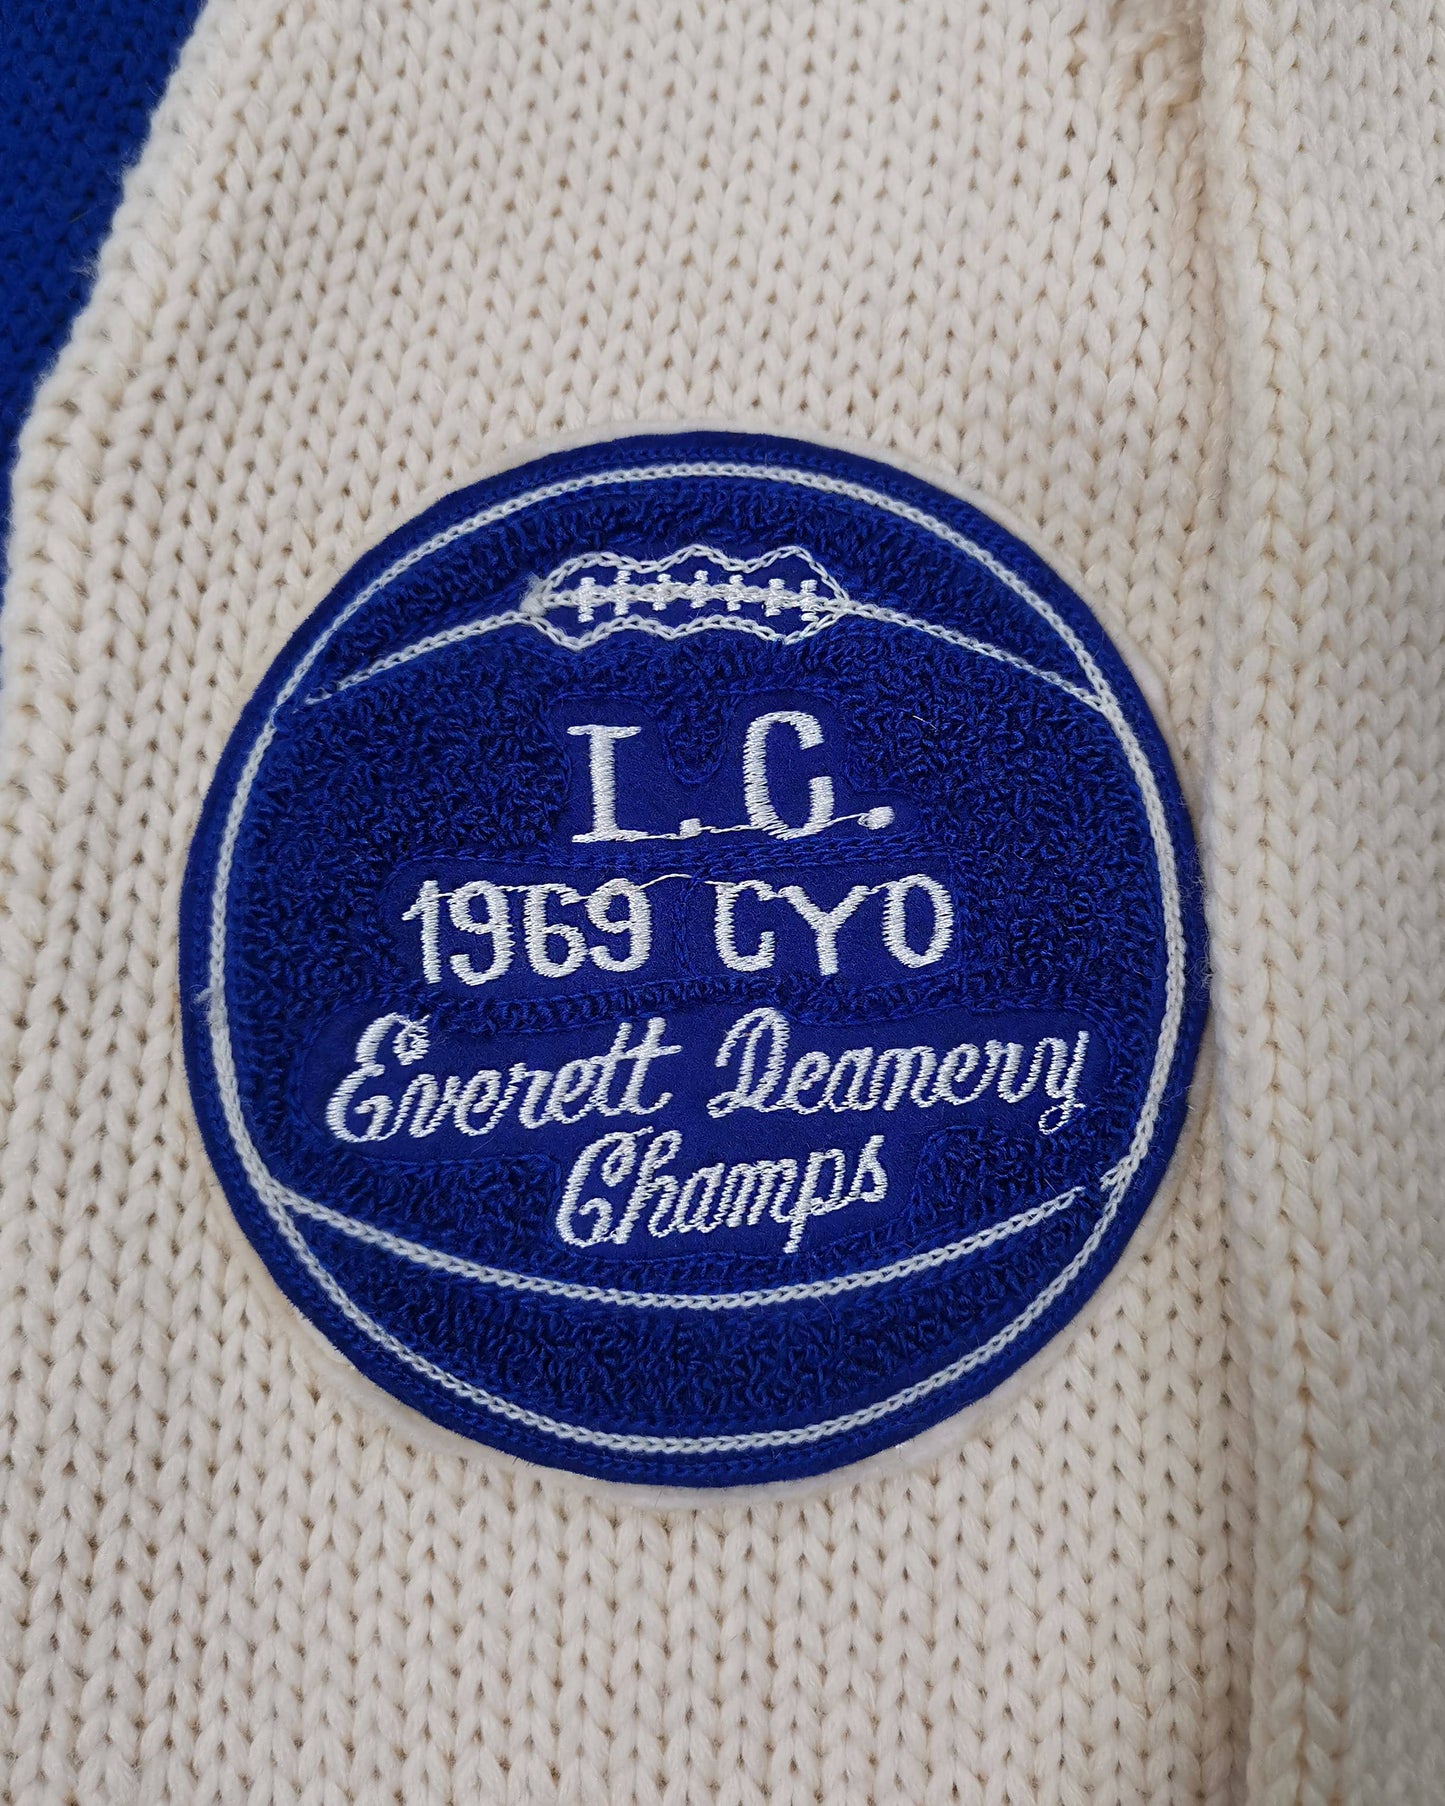 I.C.
1969 CYO
Everett Deanery
Champs